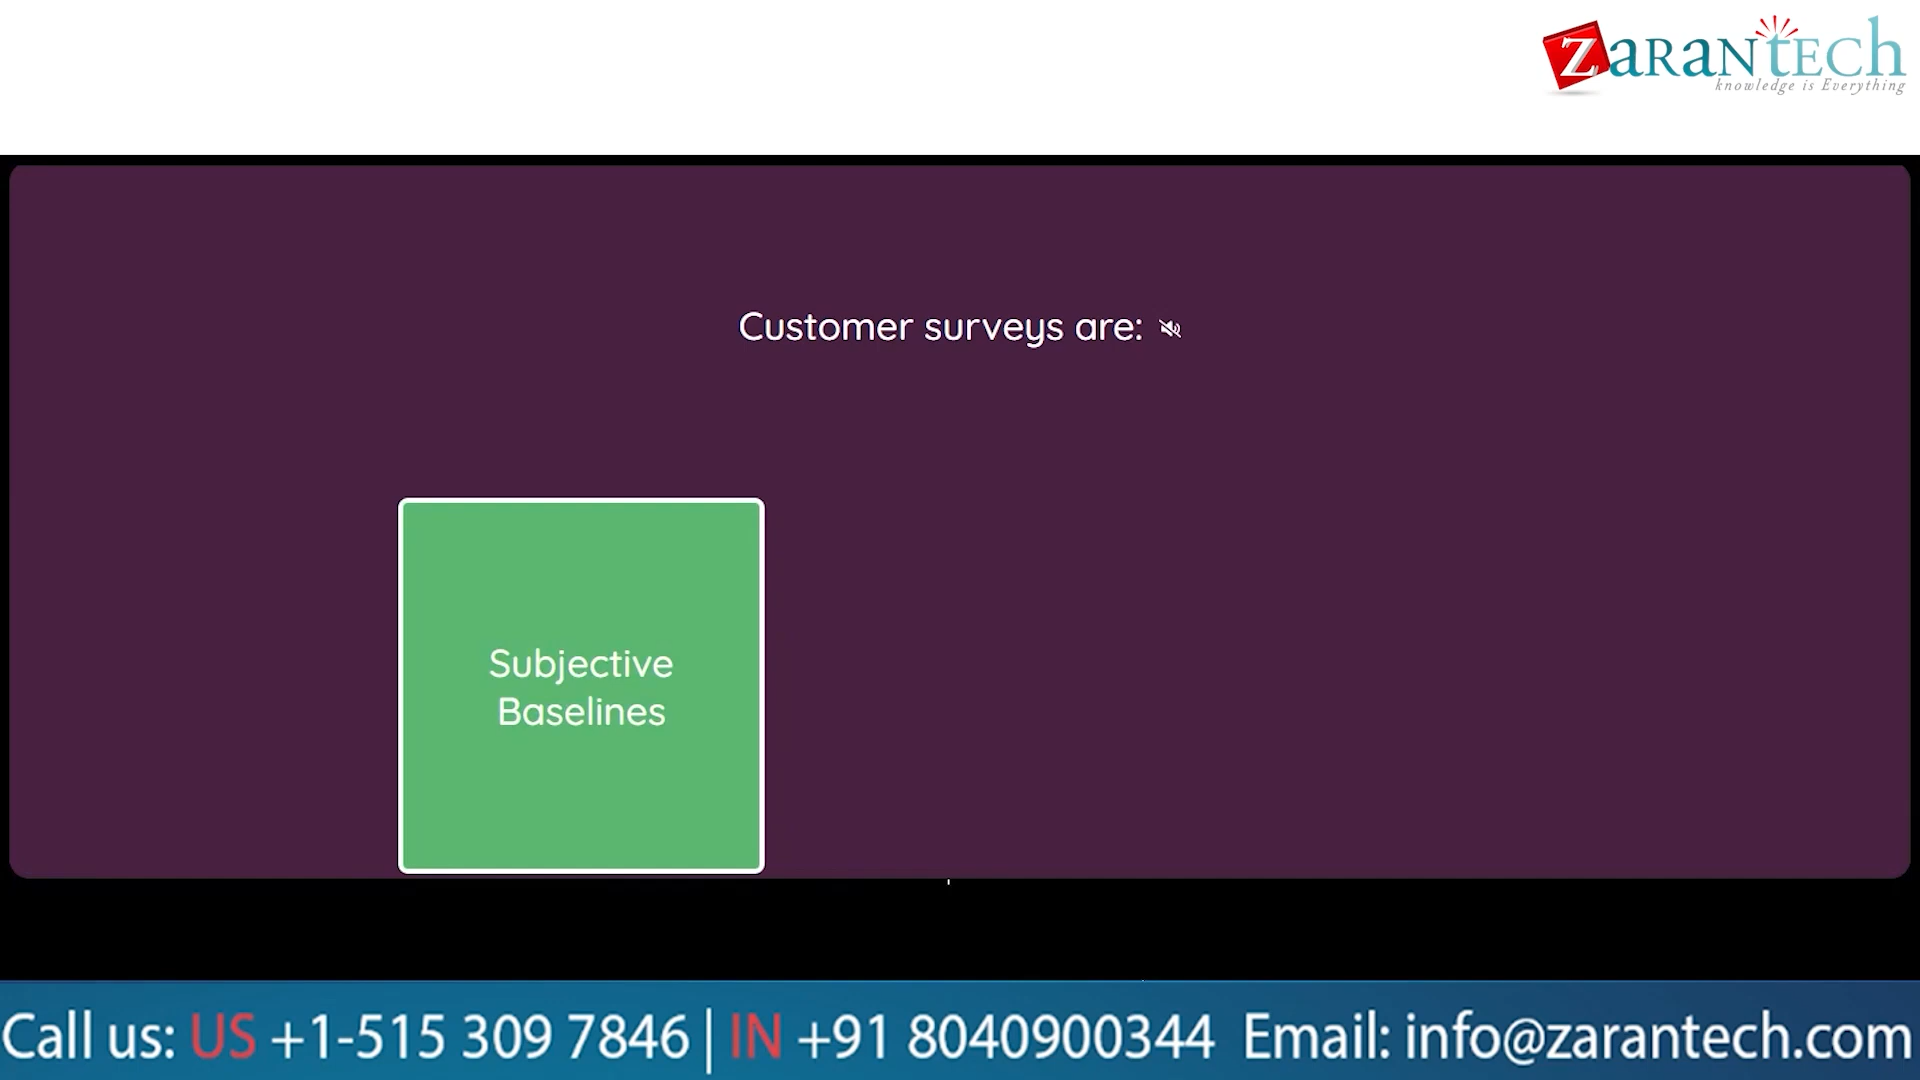 ZaranTech
knowledge is Everything
Customer surveys are:
Subjective
Baselines
Call us: US +1-515 309 7846 | IN +91 8040900344 Email: info@zarantech.com